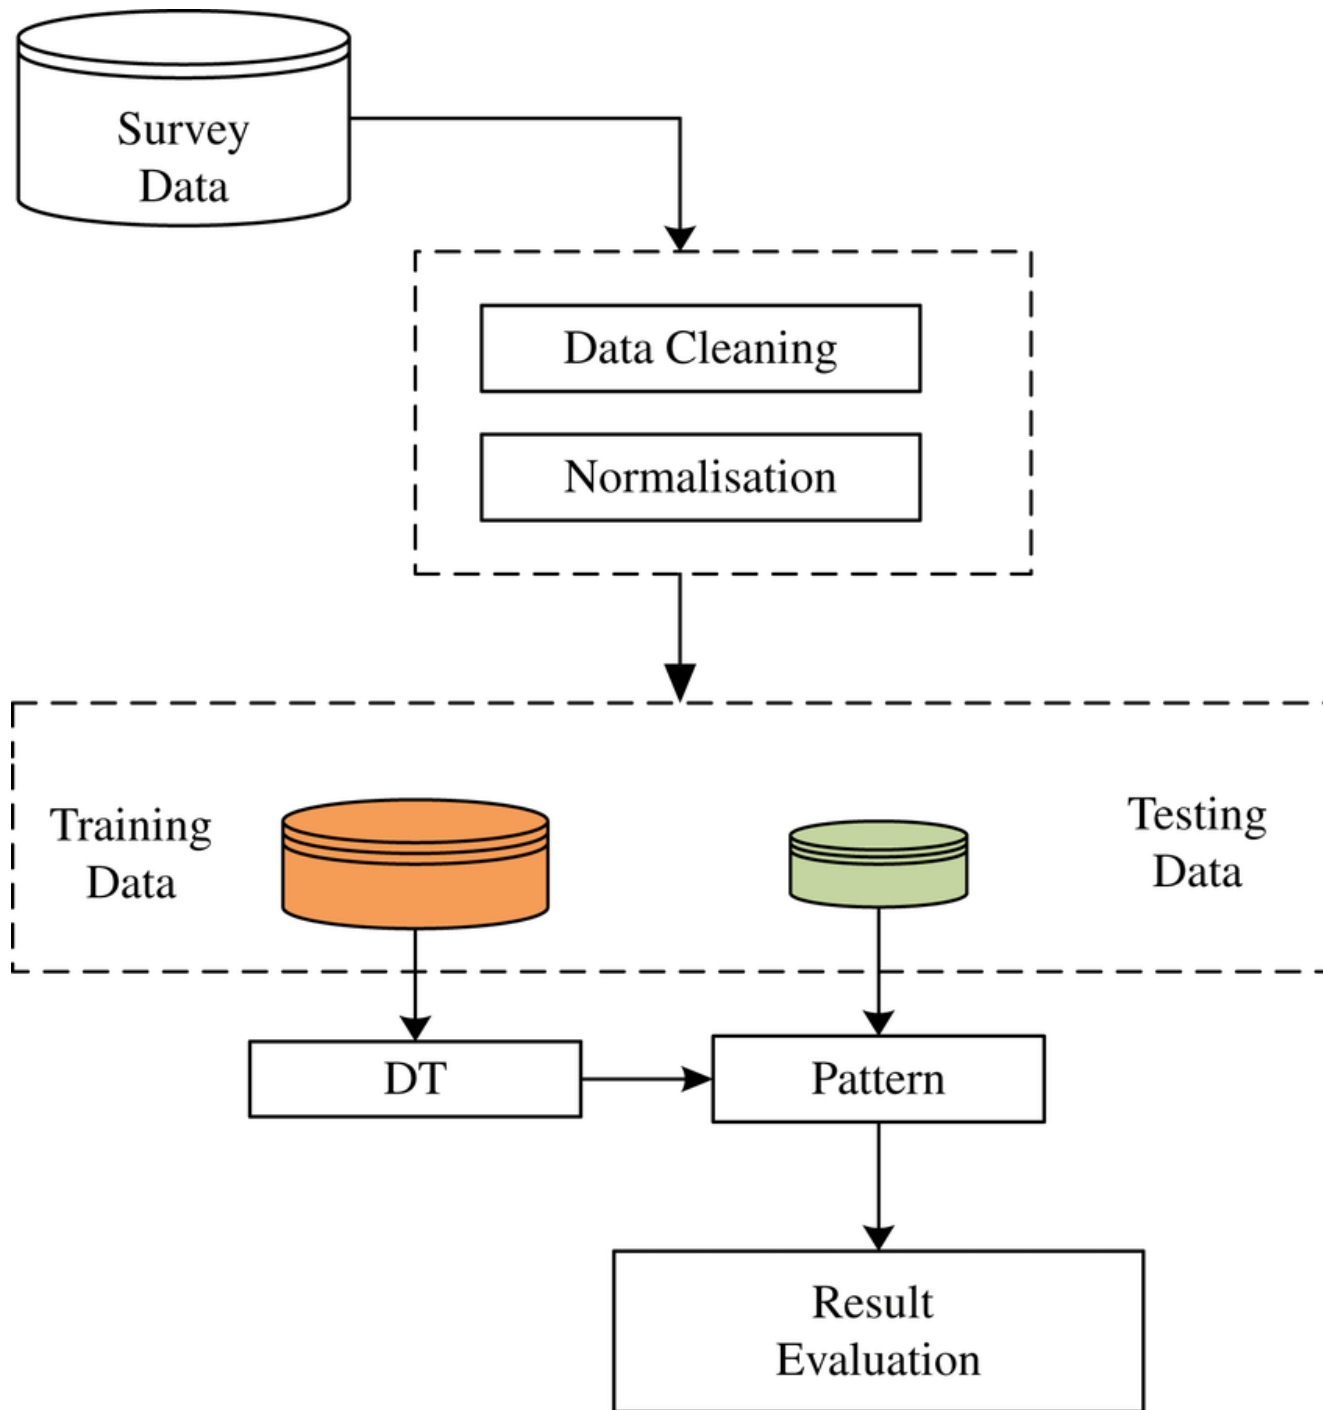 Survey
Data
Data Cleaning
Normalisation
Training
Data
Testing
Data
DT
Pattern
Result
Evaluation